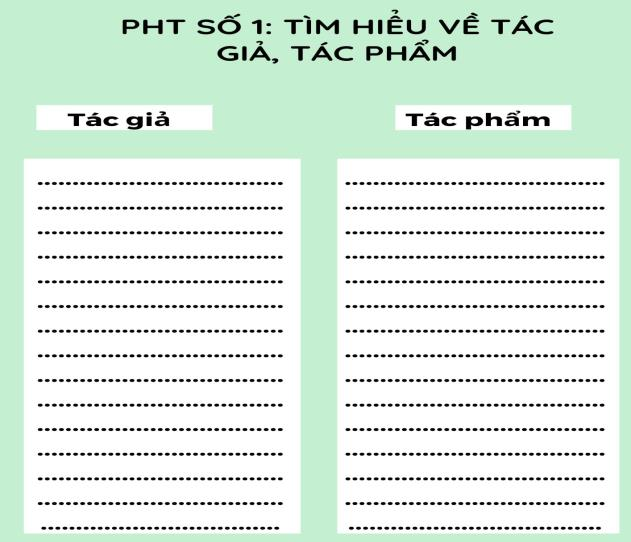 PHT SỐ 1: TÌM HIỂU VỀ TÁC
GIẢ, TÁC PHẨM
Tác giả
Tác phẩm